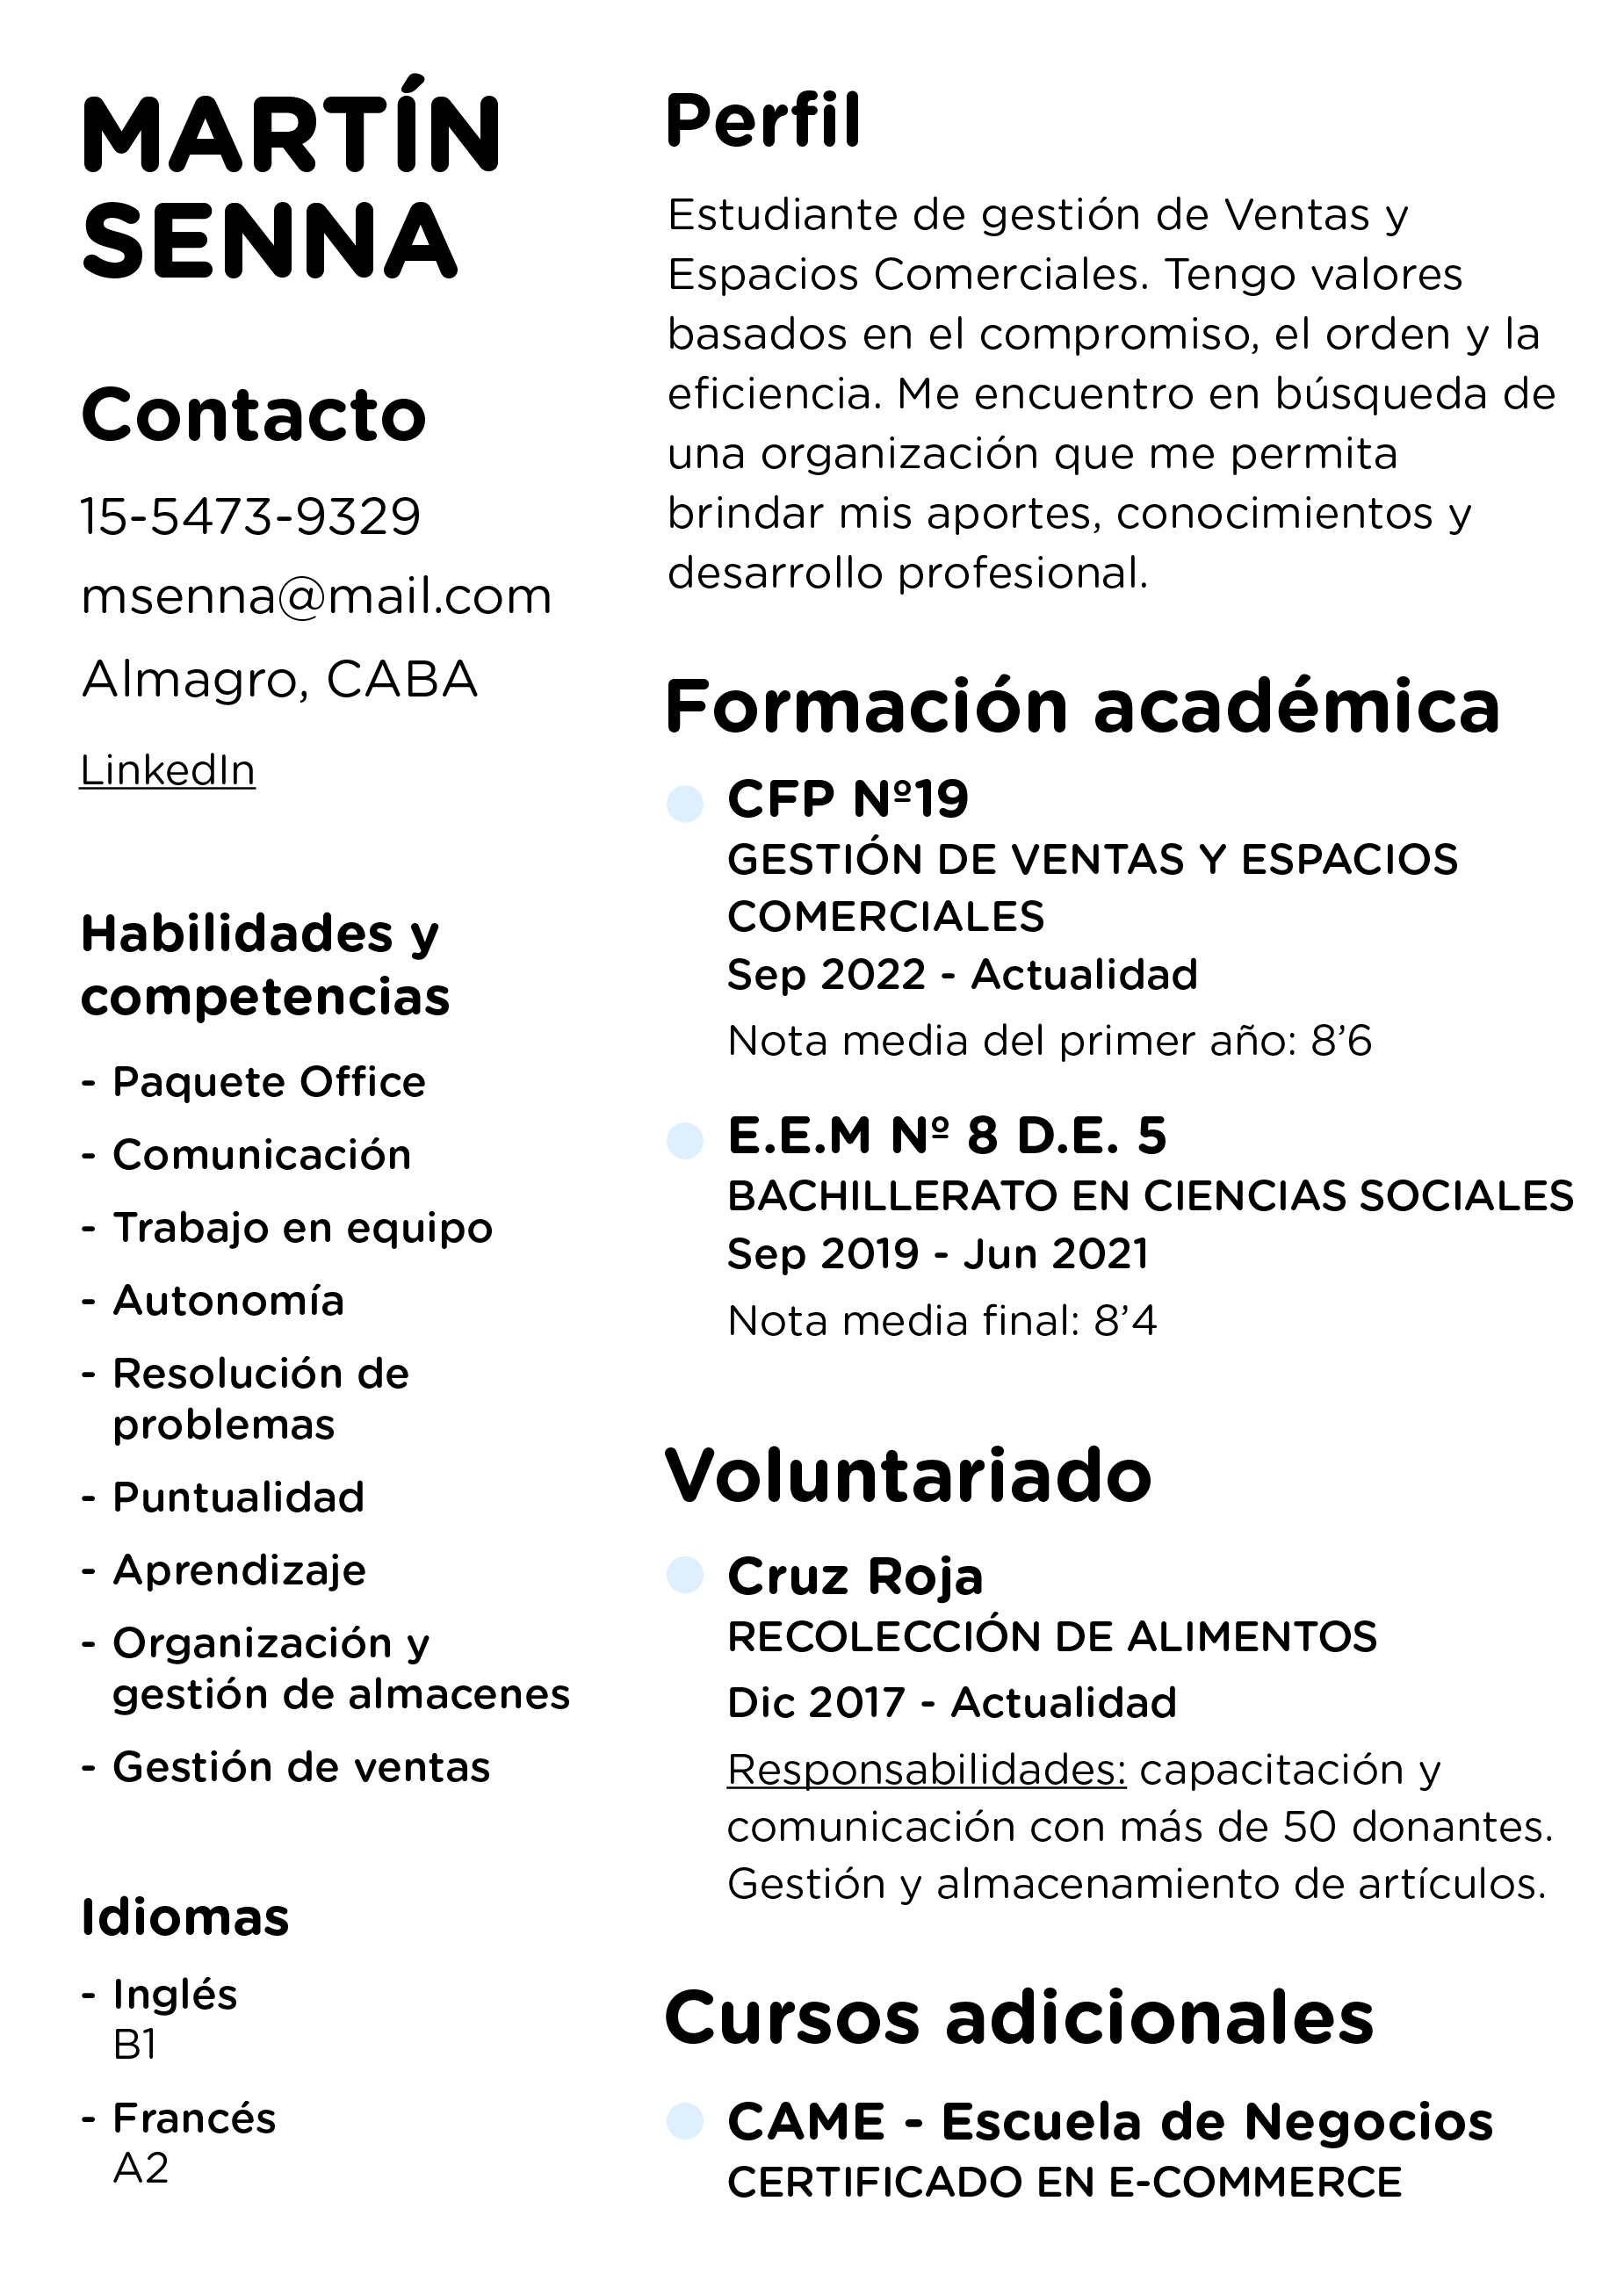 MARTÍN
SENNA
Contacto
15-5473-9329
msenna@mail.com
Almagro, CABA
LinkedIn
Habilidades y
competencias
- Paquete Office
- Comunicación
- Trabajo en equipo
- Autonomía
- Resolución de
problemas
- Puntualidad
- Aprendizaje
- Organización y
gestión de almacenes
- Gestión de ventas
Idiomas
- Inglés
B1
- Francés
A2
Perfil
Estudiante de gestión de Ventas y
Espacios Comerciales. Tengo valores
basados en el compromiso, el orden y la
eficiencia. Me encuentro en búsqueda de
una organización que me permita
brindar mis aportes, conocimientos y
desarrollo profesional.
Formación académica
CFP Nº19
GESTIÓN DE VENTAS Y ESPACIOS
COMERCIALES
Sep 2022 - Actualidad
Nota media del primer año: 8’6
E.E.M Nº 8 D.E. 5
BACHILLERATO EN CIENCIAS SOCIALES
Sep 2019 - Jun 2021
Nota media final: 8’4
Voluntariado
Cruz Roja
RECOLECCIÓN DE ALIMENTOS
Dic 2017 - Actualidad
Responsabilidades: capacitación y
comunicación con más de 50 donantes.
Gestión y almacenamiento de artículos.
Cursos adicionales
CAME - Escuela de Negocios
CERTIFICADO EN E-COMMERCE